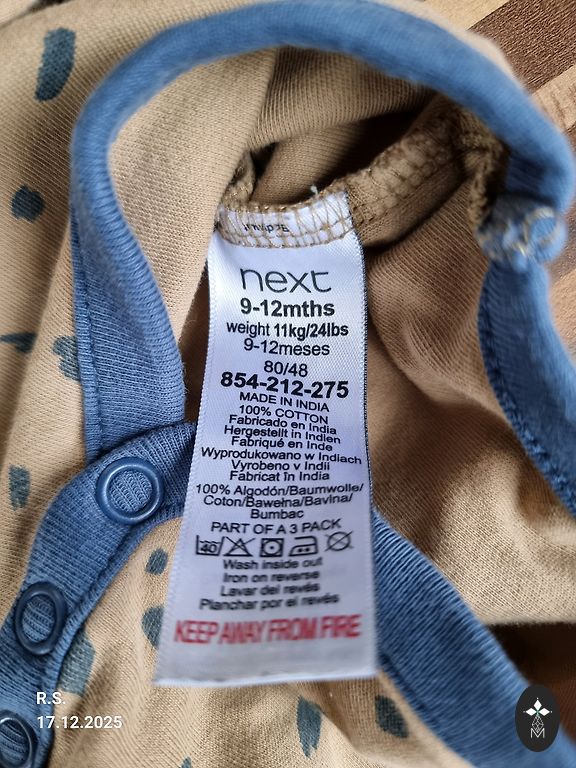 next
9-12mths
weight 11kg/24lbs
9-12meses
80/48
854-212-275
MADE IN INDIA
100% COTTON
Fabricado en India
Hergestellt in Indien
Fabriqué en Inde
Wyprodukowano w Indiach
Vyrobeno v Indii
Fabricat în India
100% Algodón/Baumwolle/
Coton/Bawełna/Bavlna/
Bumbac
PART OF A 3 PACK
40
Wash inside out
Iron on reverse
Lavar del revés
Planchar por el revés
KEEP AWAY FROM FIRE
R.S.
17.12.2025
M